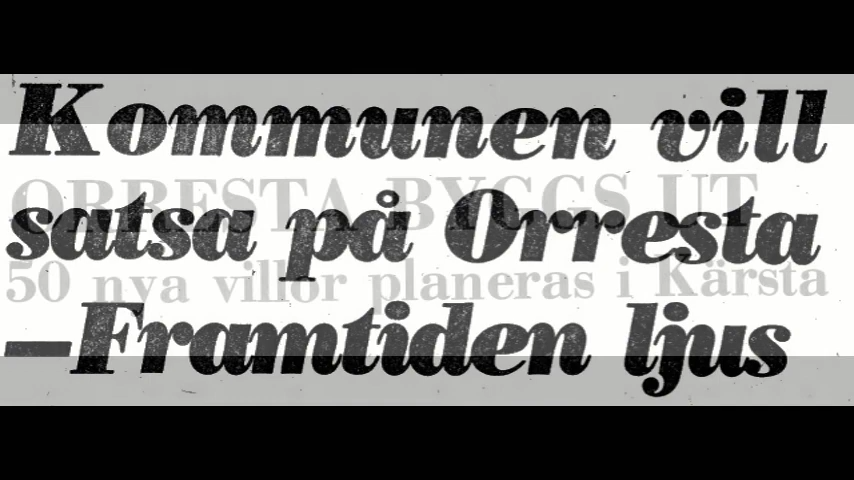 Kommunen vill
ORRESTA BYGGS UT
satsa på Orresta
50 nya villor planeras i Kärsta
—Framtiden ljus